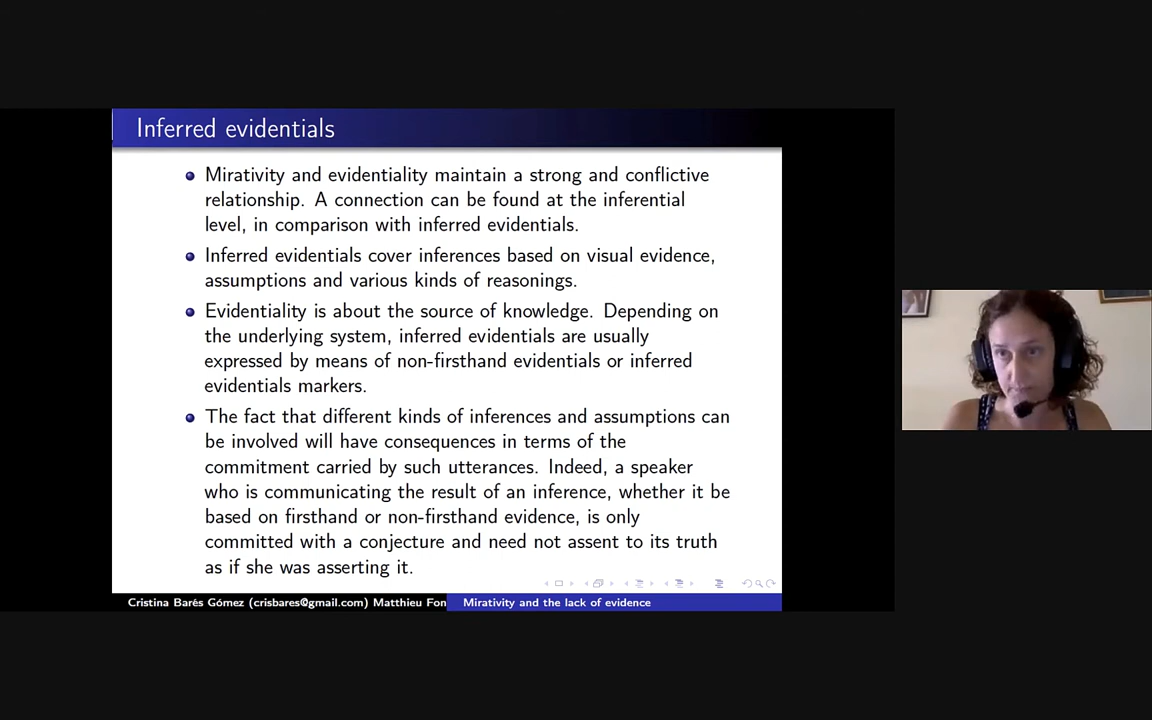 Inferred evidentials
Mirativity and evidentiality maintain a strong and conflictive
relationship. A connection can be found at the inferential
level, in comparison with inferred evidentials.
Inferred evidentials cover inferences based on visual evidence,
assumptions and various kinds of reasonings.
Evidentiality is about the source of knowledge. Depending on
the underlying system, inferred evidentials are usually
expressed by means of non-firsthand evidentials or inferred
evidentials markers.
The fact that different kinds of inferences and assumptions can
be involved will have consequences in terms of the
commitment carried by such utterances. Indeed, a speaker
who is communicating the result of an inference, whether it be
based on firsthand or non-firsthand evidence, is only
committed with a conjecture and need not assent to its truth
as if she was asserting it.
Cristina Barés Gómez (crisbares@gmail.com) Matthieu Fon
Mirativity and the lack of evidence